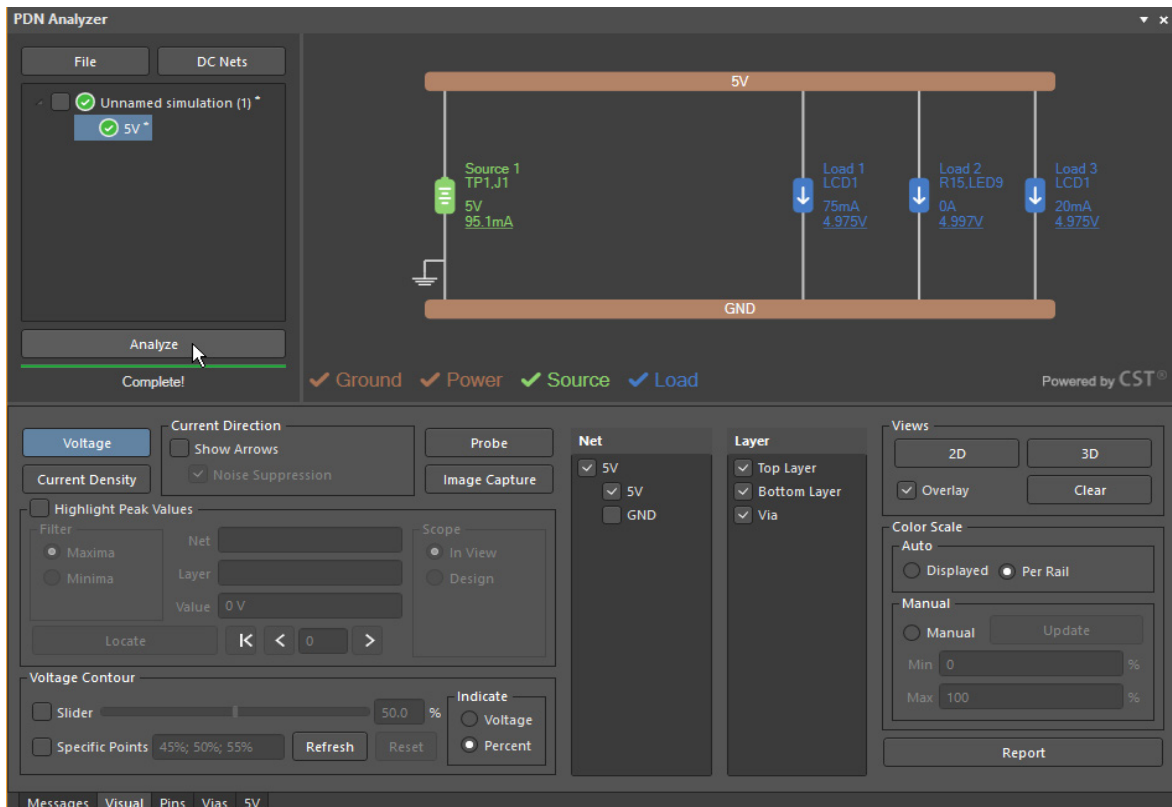 PDN Analyzer
File
DC Nets
Unnamed simulation (1) *
5V *
Analyze
Complete!
5V
Source 1
TP1,J1
5V
95.1mA
Load 1
LCD1
75mA
4.975V
Load 2
R15,LED9
0A
4.997V
Load 3
LCD1
20mA
4.975V
GND
Ground
Power
Source
Load
Powered by CST®
Voltage
Current Density
Current Direction
Show Arrows
Noise Suppression
Probe
Image Capture
Highlight Peak Values
Filter
Maxima
Minima
Net
Layer
Value 0 V
Scope
In View
Design
Locate
0
Voltage Contour
Slider
50.0 %
Specific Points 45%; 50%; 55%
Refresh
Reset
Indicate
Voltage
Percent
Net
5V
5V
GND
Layer
Top Layer
Bottom Layer
Via
Views
2D
3D
Overlay
Clear
Color Scale
Auto
Displayed
Per Rail
Manual
Manual
Update
Min 0 %
Max 100 %
Report
Messages Visual Pins Vias 5V